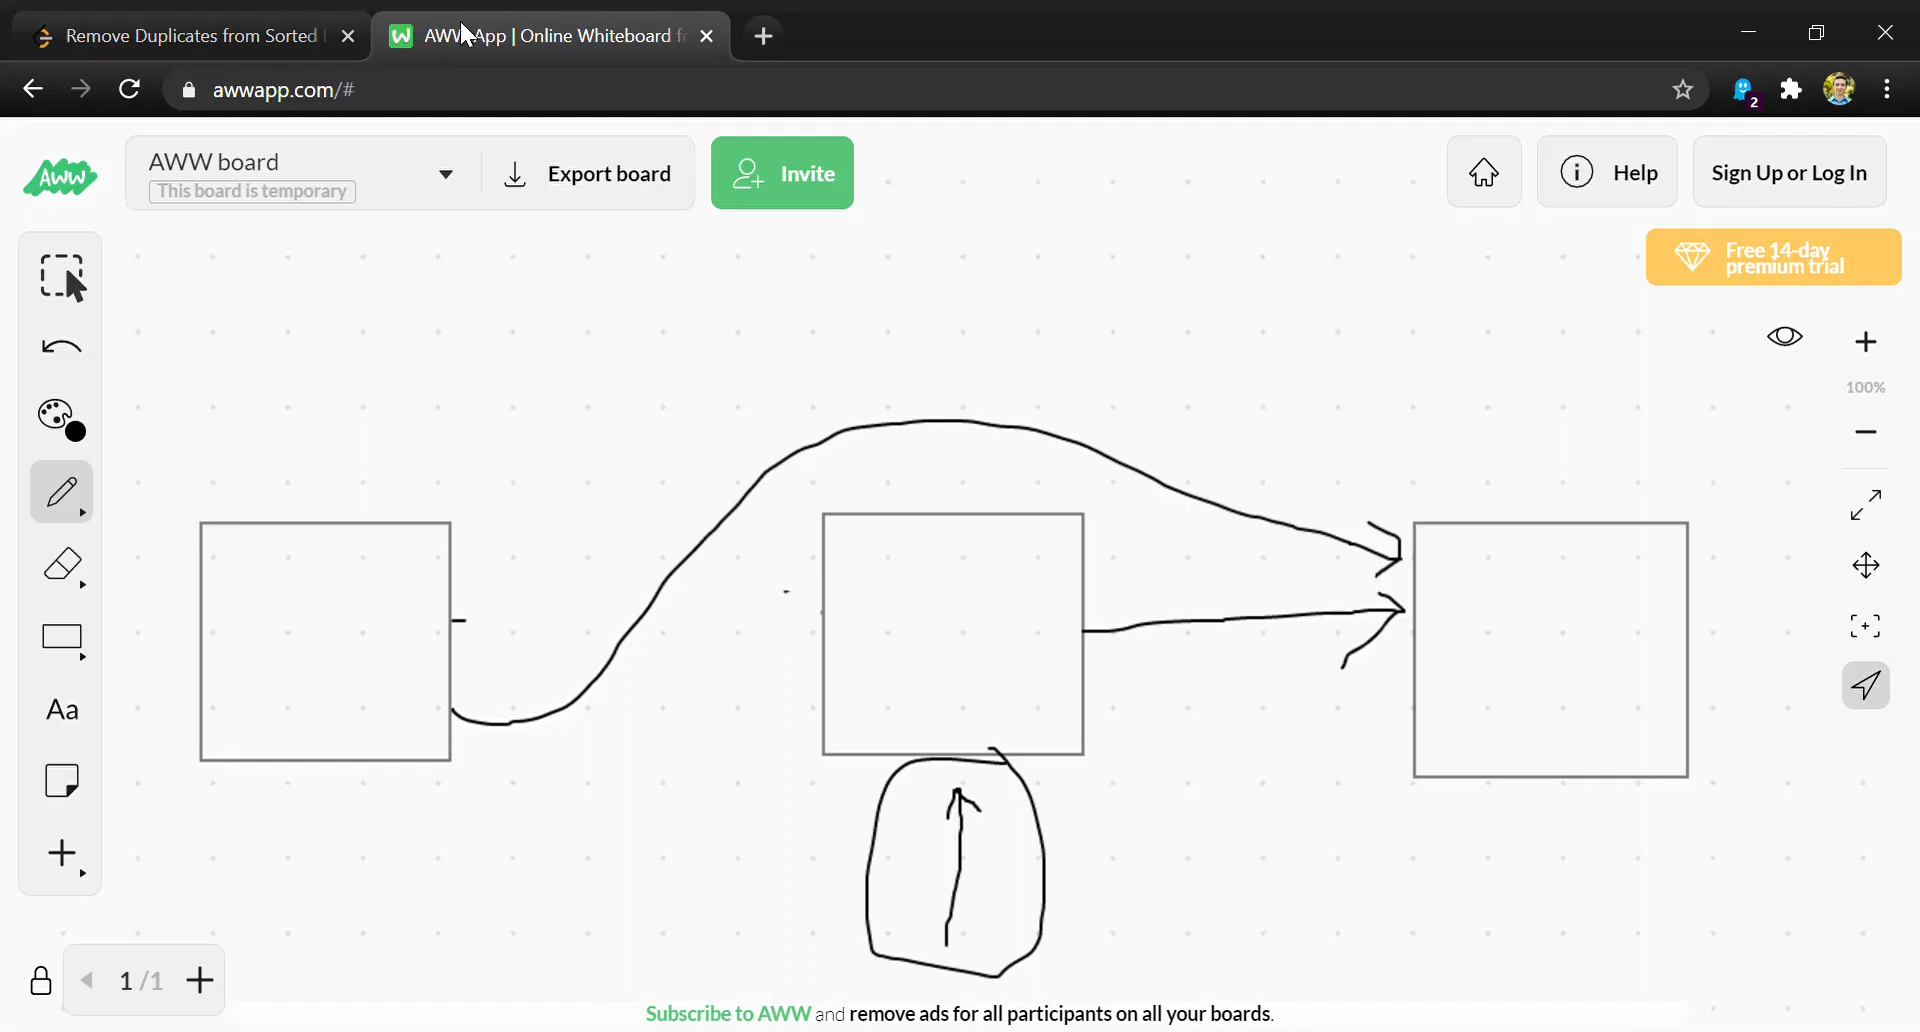 Remove Duplicates from Sorted
AWW App | Online Whiteboard f
awwapp.com/#
2
AWW
AWW board
This board is temporary
Export board
Invite
Help
Sign Up or Log In
Free 14-day
premium trial
100%
Aa
1/1
Subscribe to AWW and remove ads for all participants on all your boards.